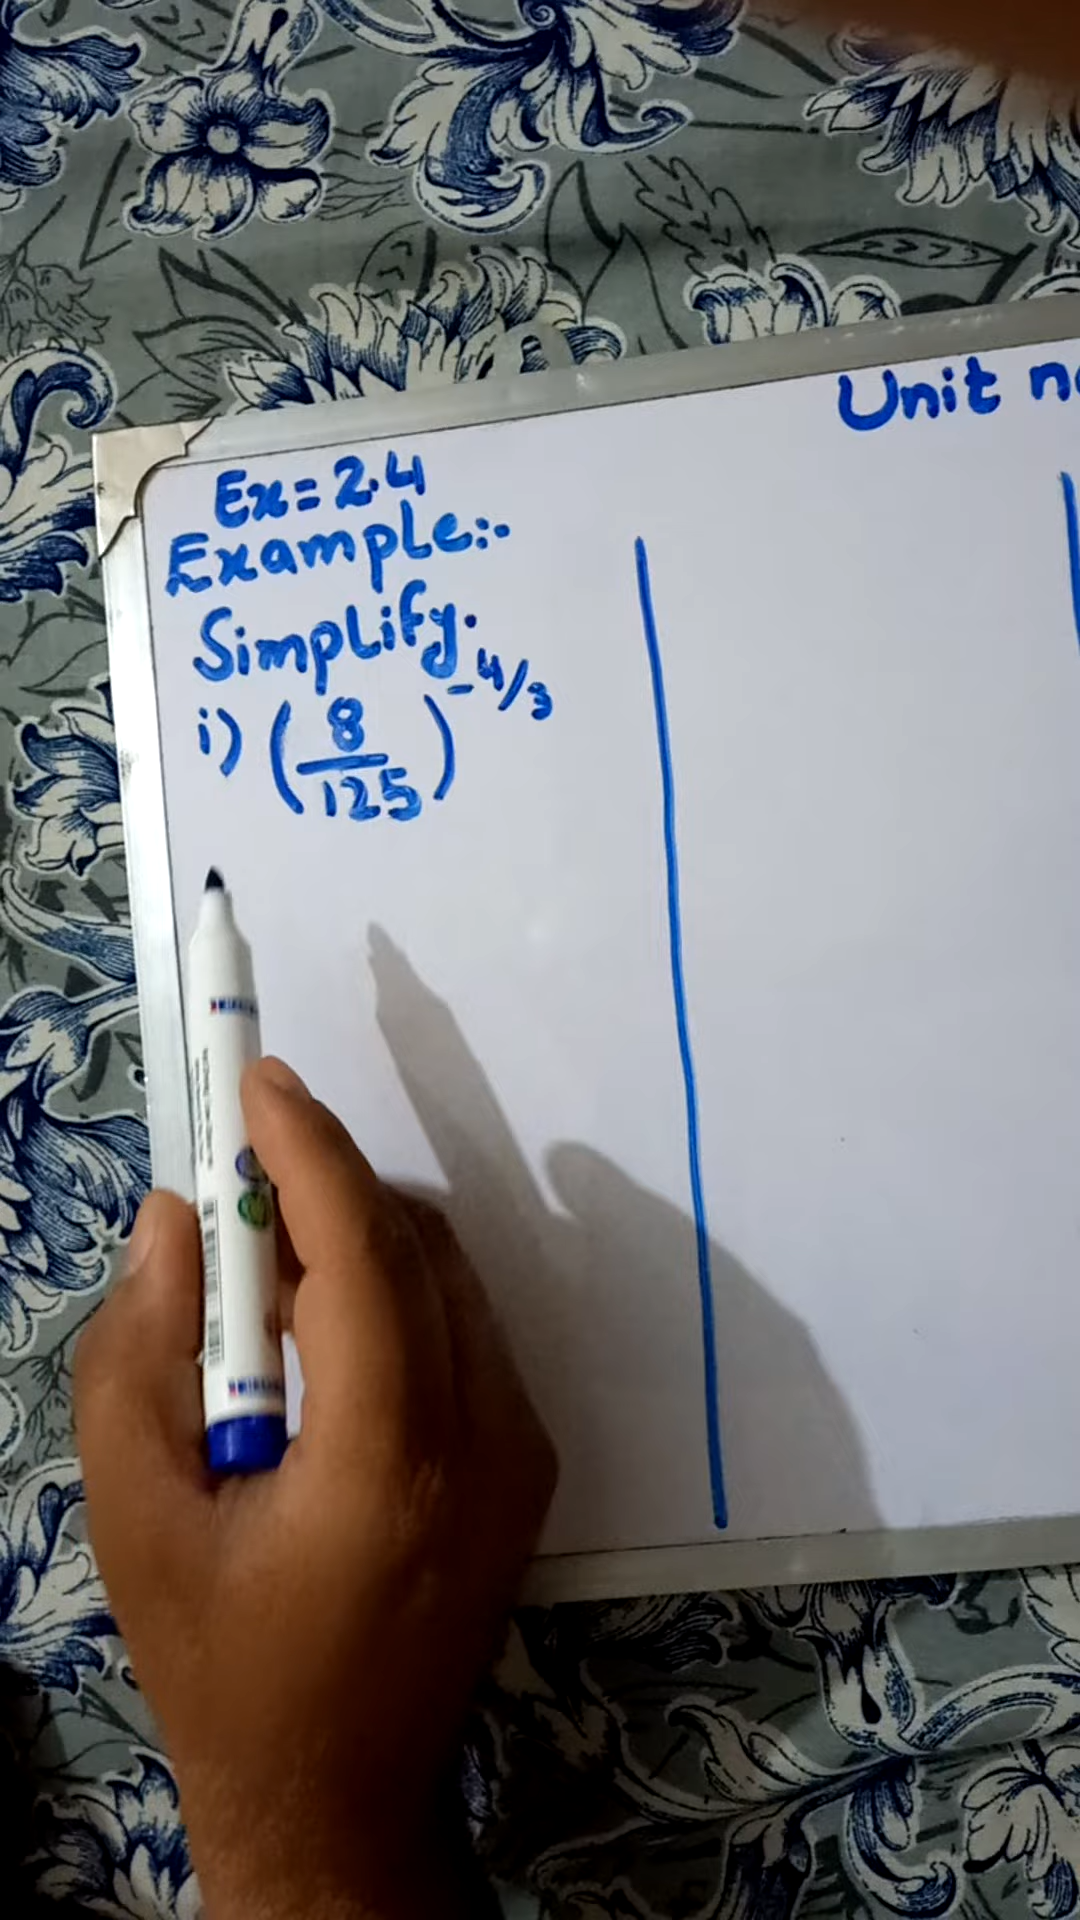 Unit n
Ex = 2.4
Example:-
Simplify.
i) (8/125)^-4/3